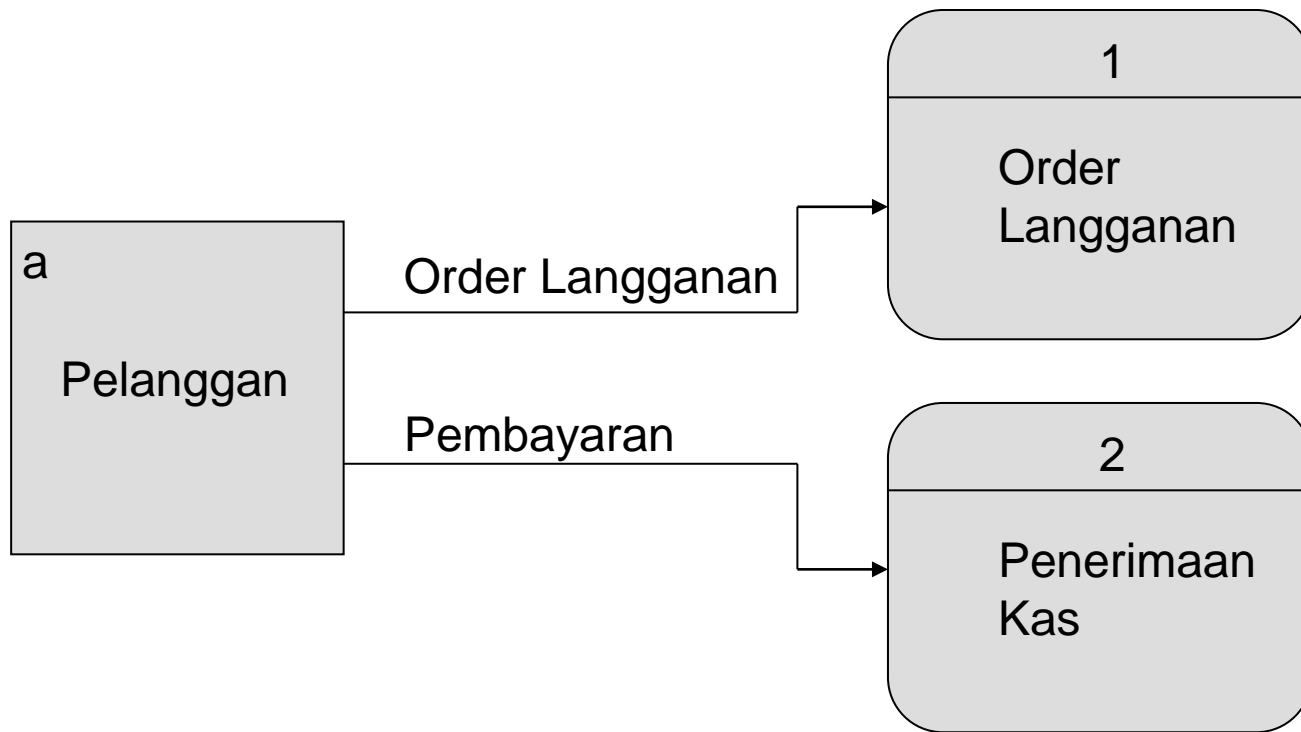 1
Order
Langganan
a
Order Langganan
Pelanggan
Pembayaran
2
Penerimaan
Kas